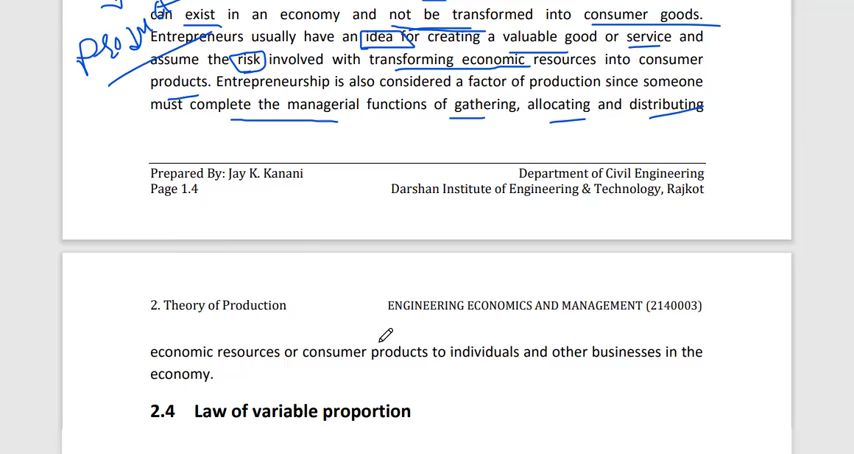 can exist in an economy and not be transformed into consumer goods.
Entrepreneurs usually have an idea for creating a valuable good or service and
assume the risk involved with transforming economic resources into consumer
products. Entrepreneurship is also considered a factor of production since someone
must complete the managerial functions of gathering, allocating and distributing
Prepared By: Jay K. Kanani Department of Civil Engineering
Page 1.4 Darshan Institute of Engineering & Technology, Rajkot
2. Theory of Production ENGINEERING ECONOMICS AND MANAGEMENT (2140003)
economic resources or consumer products to individuals and other businesses in the
economy.
2.4 Law of variable proportion